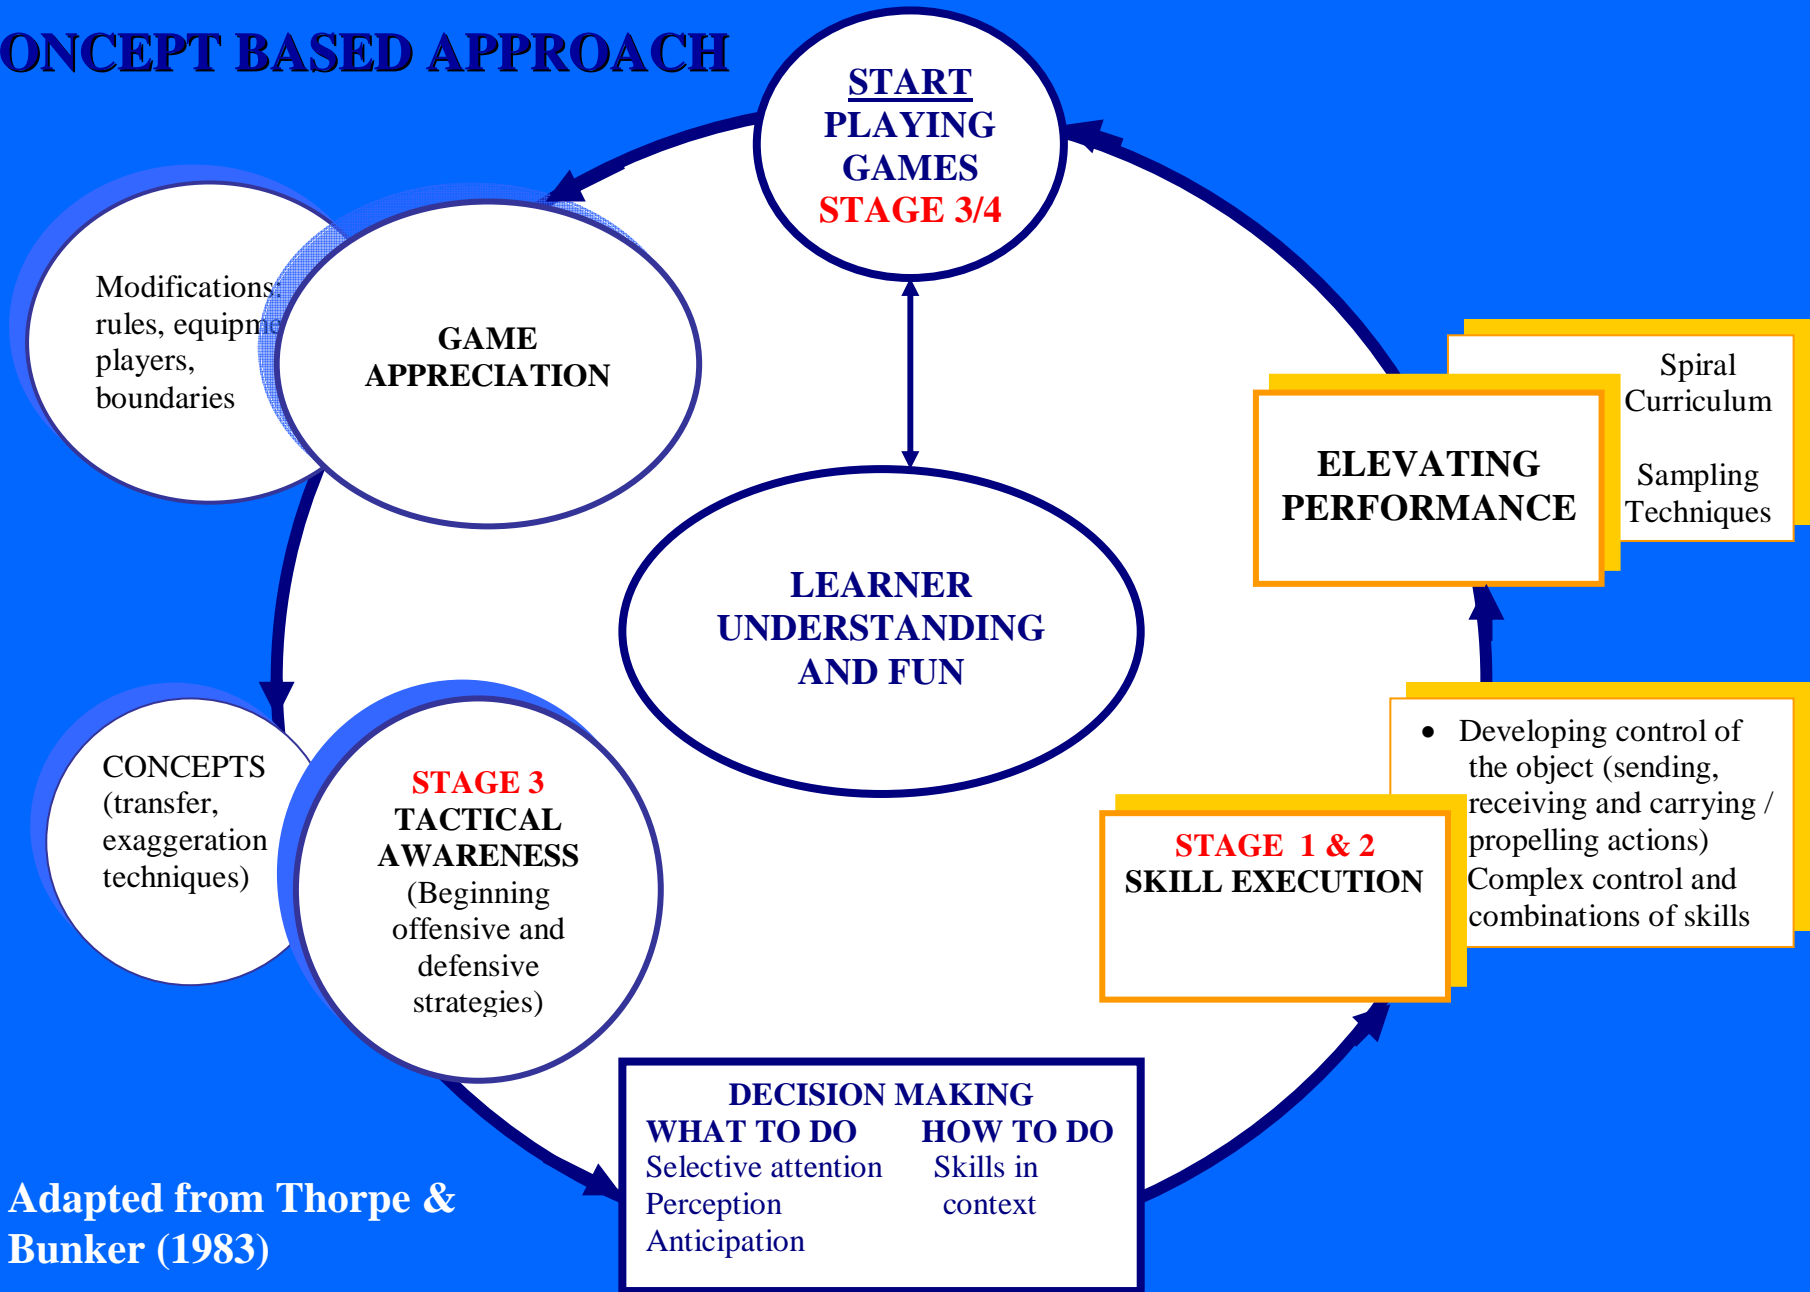 ONCEPT BASED APPROACH
START
PLAYING
GAMES
STAGE 3/4
Modifications:
rules, equipme
players,
boundaries
GAME
APPRECIATION
Spiral
Curriculum
Sampling
Techniques
ELEVATING
PERFORMANCE
LEARNER
UNDERSTANDING
AND FUN
CONCEPTS
(transfer,
exaggeration
techniques)
STAGE 3
TACTICAL
AWARENESS
(Beginning
offensive and
defensive
strategies)
• Developing control of
the object (sending,
receiving and carrying /
propelling actions)
Complex control and
combinations of skills
STAGE 1 & 2
SKILL EXECUTION
DECISION MAKING
WHAT TO DO HOW TO DO
Selective attention Skills in
Perception context
Anticipation
Adapted from Thorpe &
Bunker (1983)